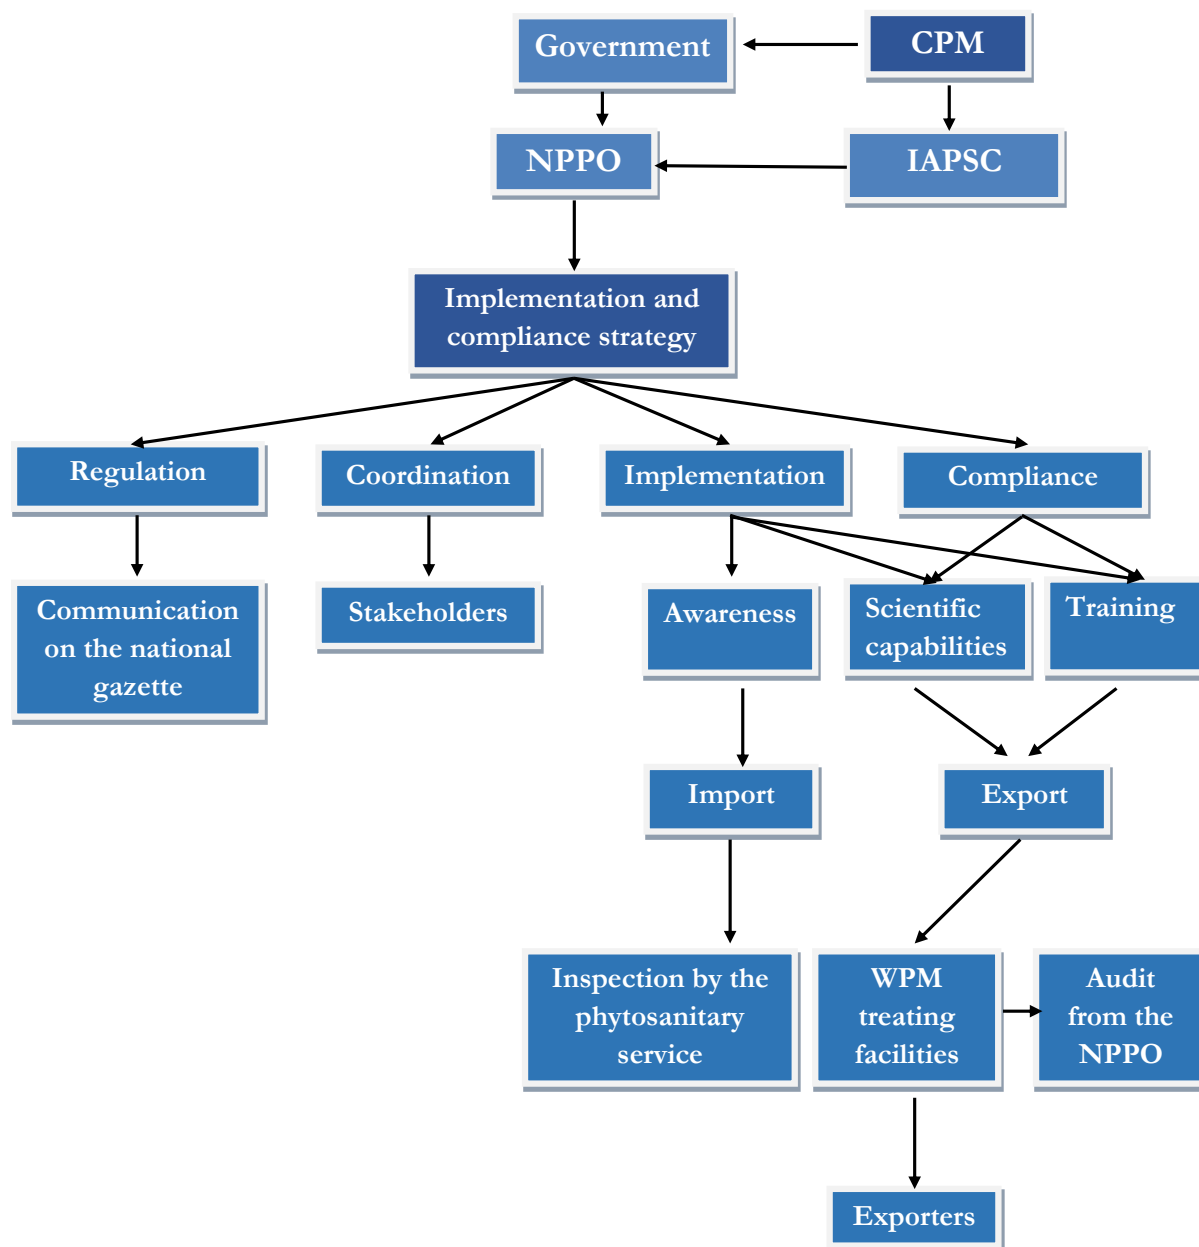 Government
CPM
NPPO
IAPSC
Implementation and
compliance strategy
Regulation
Coordination
Implementation
Compliance
Communication
on the national
gazette
Stakeholders
Awareness
Scientific
capabilities
Training
Import
Export
Inspection by the
phytosanitary
service
WPM
treating
facilities
Audit
from the
NPPO
Exporters